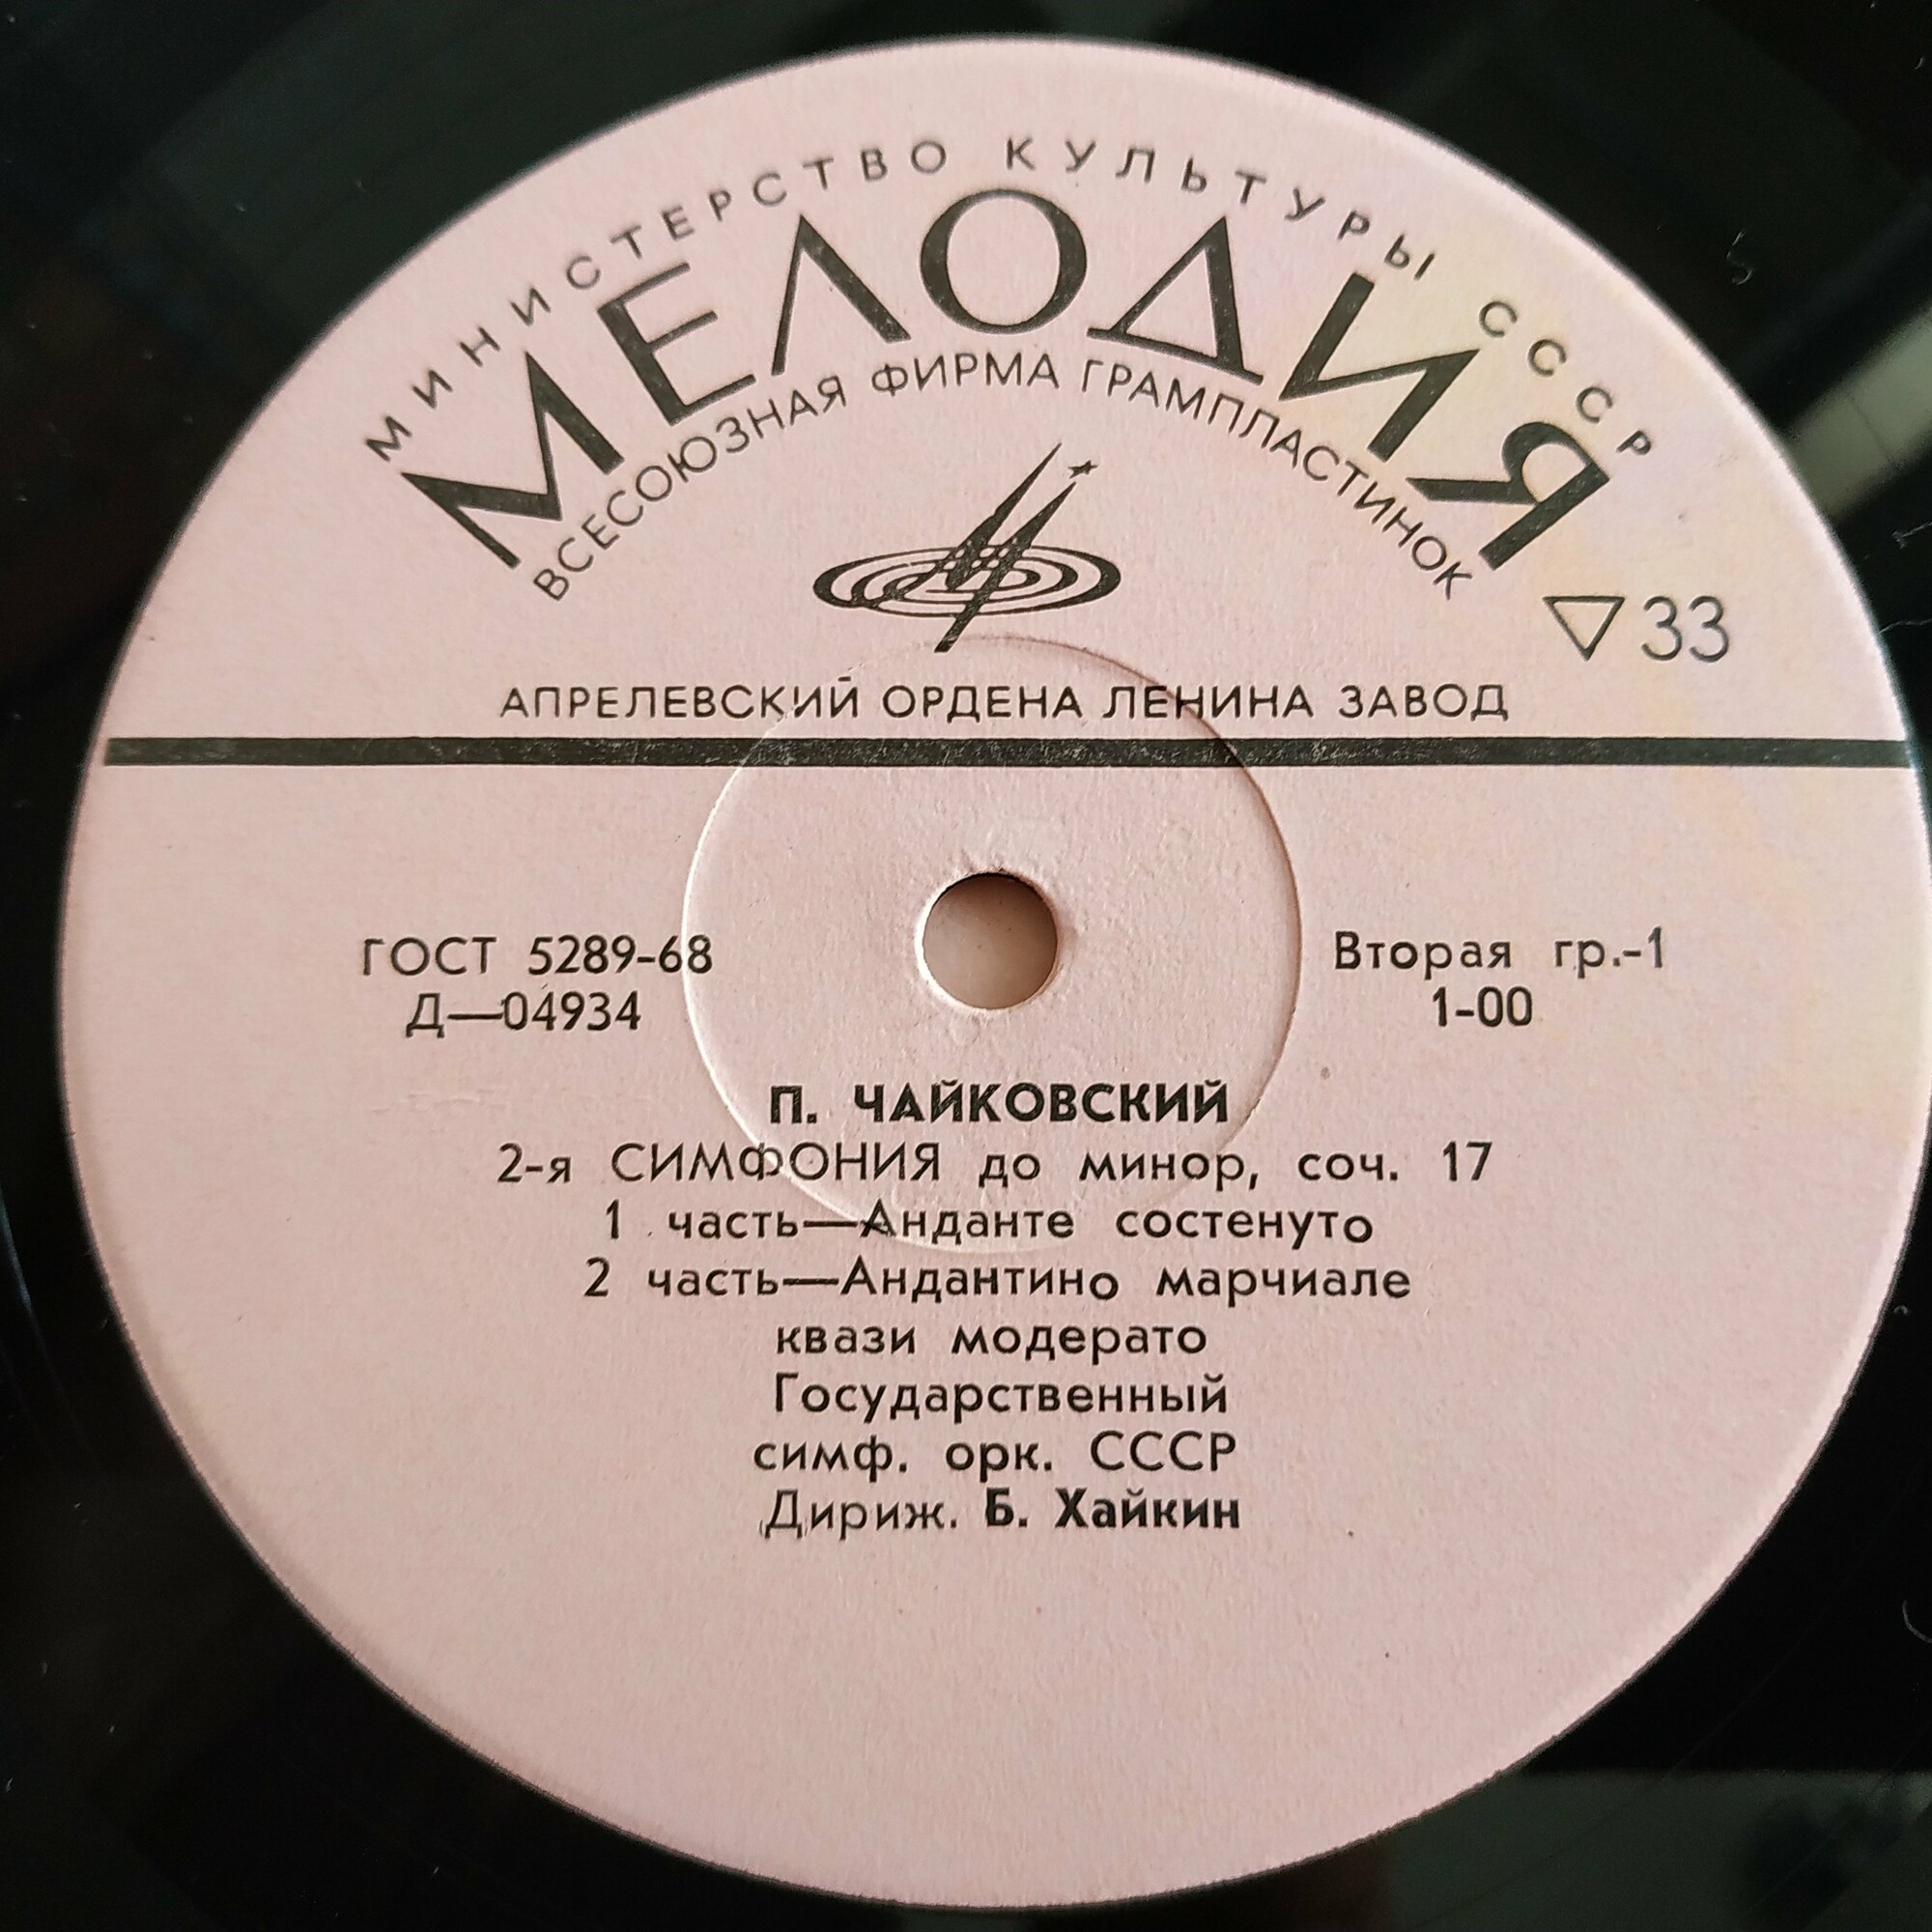 МИНИСТЕРСТВО КУЛЬТУРЫ СССР
МЕЛОДИЯ
ВСЕСОЮЗНАЯ ФИРМА ГРАМПЛАСТИНОК
33
АПРЕЛЕВСКИЙ ОРДЕНА ЛЕНИНА ЗАВОД
ГОСТ 5289-68
Д—04934
Вторая гр.-1
1-00
П. ЧАЙКОВСКИЙ
2-я СИМФОНИЯ до минор, соч. 17
1 часть—Анданте состенуто
2 часть—Андантино марчиале
квази модерато
Государственный
симф. орк. СССР
Дириж. Б. Хайкин